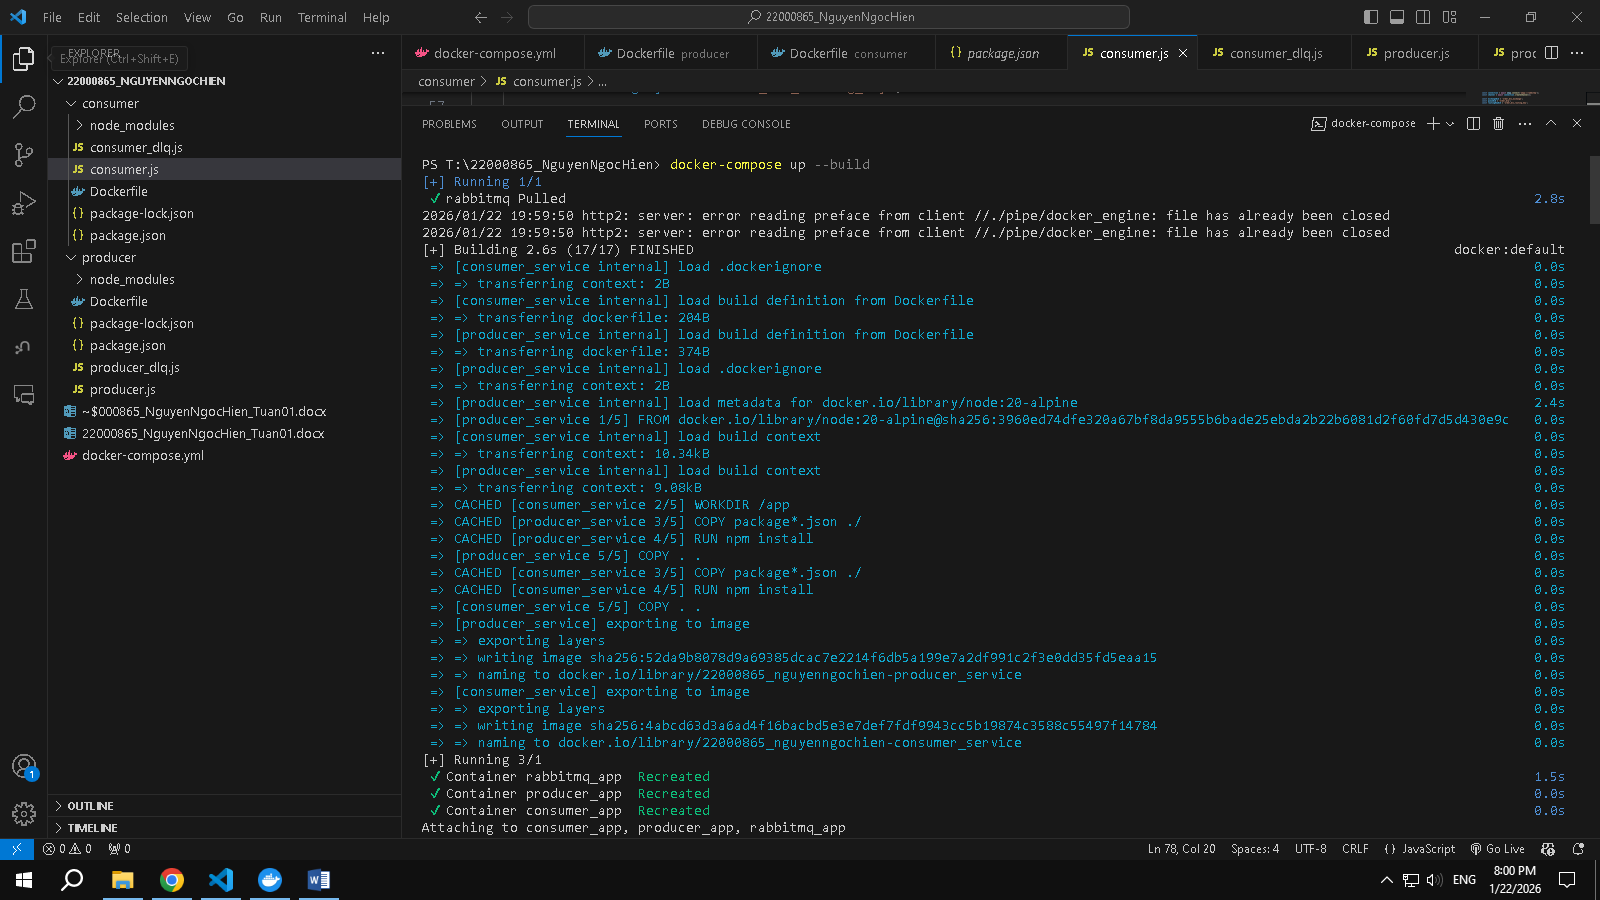 File Edit Selection View Go Run Terminal Help
22000865_NguyenNgocHien
EXPLORER
Explorer (Ctrl+Shift+E)
22000865_NGUYENNGOCHIEN
consumer
node_modules
consumer_dlq.js
consumer.js
Dockerfile
package-lock.json
package.json
producer
node_modules
Dockerfile
package-lock.json
package.json
producer_dlq.js
producer.js
~$000865_NguyenNgocHien_Tuan01.docx
22000865_NguyenNgocHien_Tuan01.docx
docker-compose.yml
OUTLINE
TIMELINE
docker-compose.yml Dockerfile producer Dockerfile consumer package.json consumer.js consumer_dlq.js producer.js
consumer > JS consumer.js > ...
57
PROBLEMS OUTPUT TERMINAL PORTS DEBUG CONSOLE
docker-compose
PS T:\22000865_NguyenNgocHien> docker-compose up --build
[+] Running 1/1
✓ rabbitmq Pulled 2.8s
2026/01/22 19:59:50 http2: server: error reading preface from client //./pipe/docker_engine: file has already been closed
2026/01/22 19:59:50 http2: server: error reading preface from client //./pipe/docker_engine: file has already been closed
[+] Building 2.6s (17/17) FINISHED docker:default
=> [consumer_service internal] load .dockerignore 0.0s
=> => transferring context: 2B 0.0s
=> [consumer_service internal] load build definition from Dockerfile 0.0s
=> => transferring dockerfile: 204B 0.0s
=> [producer_service internal] load build definition from Dockerfile 0.0s
=> => transferring dockerfile: 374B 0.0s
=> [producer_service internal] load .dockerignore 0.0s
=> => transferring context: 2B 0.0s
=> [producer_service internal] load metadata for docker.io/library/node:20-alpine 2.4s
=> [producer_service 1/5] FROM docker.io/library/node:20-alpine@sha256:3960ed74dfe320a67bf8da9555b6bade25ebda2b22b6081d2f60fd7d5d430e9c 0.0s
=> [consumer_service internal] load build context 0.0s
=> => transferring context: 10.34kB 0.0s
=> [producer_service internal] load build context 0.0s
=> => transferring context: 9.08kB 0.0s
=> CACHED [consumer_service 2/5] WORKDIR /app 0.0s
=> CACHED [producer_service 3/5] COPY package*.json ./ 0.0s
=> CACHED [producer_service 4/5] RUN npm install 0.0s
=> [producer_service 5/5] COPY . . 0.0s
=> CACHED [consumer_service 3/5] COPY package*.json ./ 0.0s
=> CACHED [consumer_service 4/5] RUN npm install 0.0s
=> [consumer_service 5/5] COPY . . 0.0s
=> [producer_service] exporting to image 0.0s
=> => exporting layers 0.0s
=> => writing image sha256:52da9b8078d9a69385dcac7e2214f6db5a199e7a2df991c2f3e0dd35fd5eaa15 0.0s
=> => naming to docker.io/library/22000865_nguyenngochien-producer_service 0.0s
=> [consumer_service] exporting to image 0.0s
=> => exporting layers 0.0s
=> => writing image sha256:4abcd63d3a6ad4f16bacbd5e3e7def7fdf9943cc5b19874c3588c55497f14784 0.0s
=> => naming to docker.io/library/22000865_nguyenngochien-consumer_service 0.0s
[+] Running 3/1
✓ Container rabbitmq_app Recreated 1.5s
✓ Container producer_app Recreated 0.0s
✓ Container consumer_app Recreated 0.0s
Attaching to consumer_app, producer_app, rabbitmq_app
1
0 0 0
Ln 78, Col 20 Spaces: 4 UTF-8 CRLF {} JavaScript Go Live
ENG
8:00 PM
1/22/2026